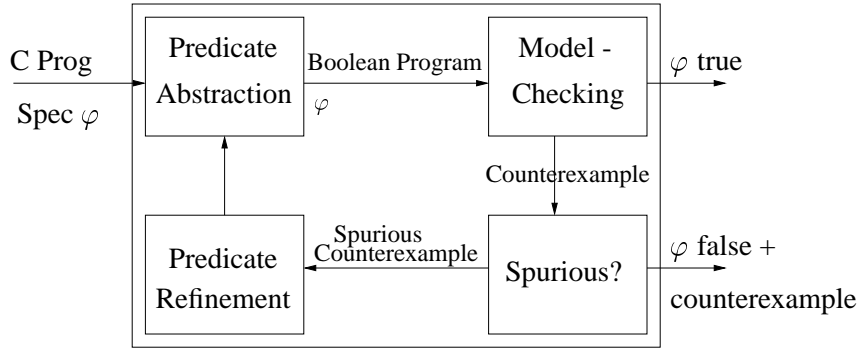 C Prog
Spec φ
Predicate
Abstraction
Boolean Program
φ
Model -
Checking
φ true
Counterexample
Predicate
Refinement
Spurious
Counterexample
Spurious?
φ false +
counterexample